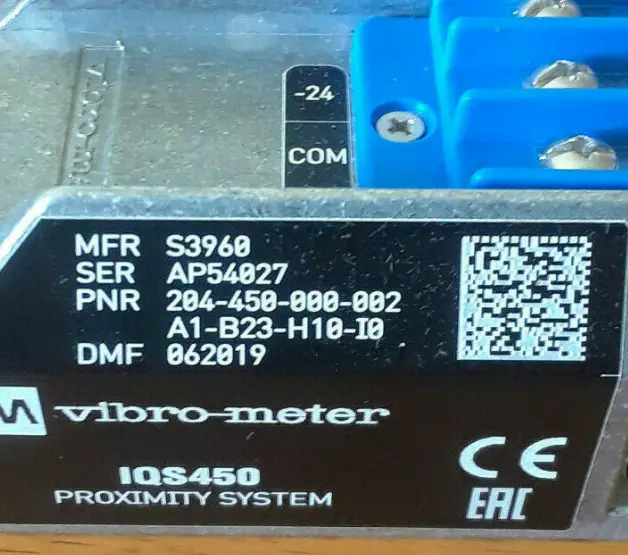 -24
COM
MFR S3960
SER AP54027
PNR 204-450-000-002
A1-B23-H10-I0
DMF 062019
vibro-meter
IQS450
PROXIMITY SYSTEM
CE
EAC